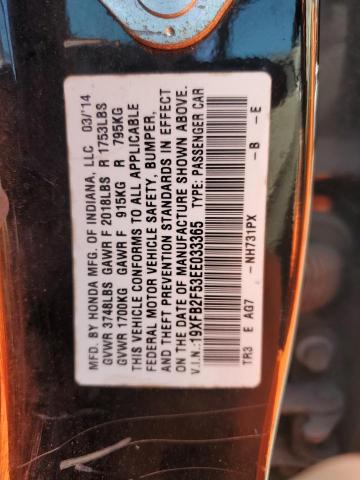 MFD. BY HONDA MFG. OF INDIANA, LLC 03/'14
GVWR 3748LBS GAWR F 2018LBS R 1753LBS
GVWR 1700KG GAWR F 915KG R 795KG
THIS VEHICLE CONFORMS TO ALL APPLICABLE
FEDERAL MOTOR VEHICLE SAFETY, BUMPER,
AND THEFT PREVENTION STANDARDS IN EFFECT
ON THE DATE OF MANUFACTURE SHOWN ABOVE.
V.I.N.:19XFB2F53EE033365 TYPE: PASSENGER CAR
TR3 E AG7 -NH731PX -B -E